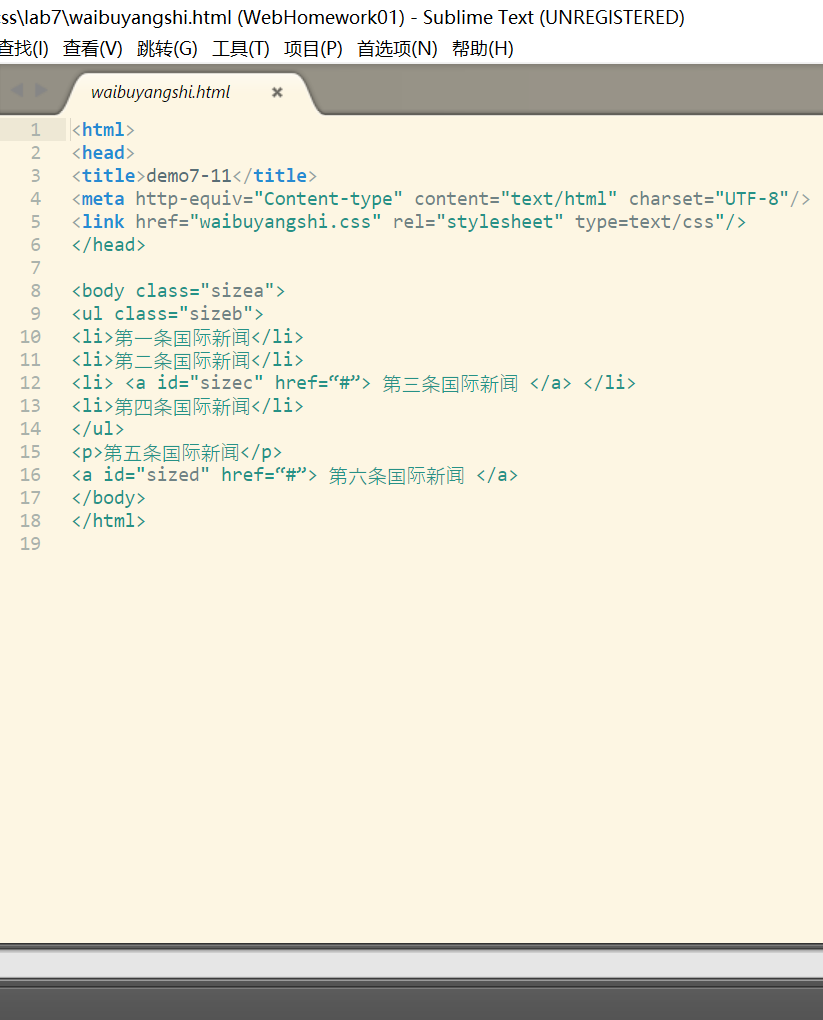 ss\lab7\waibuyangshi.html (WebHomework01) - Sublime Text (UNREGISTERED)
查找(I) 查看(V) 跳转(G) 工具(T) 项目(P) 首选项(N) 帮助(H)
waibuyangshi.html ×
1 <html>
2 <head>
3 <title>demo7-11</title>
4 <meta http-equiv="Content-type" content="text/html" charset="UTF-8"/>
5 <link href="waibuyangshi.css" rel="stylesheet" type=text/css"/>
6 </head>
7
8 <body class="sizea">
9 <ul class="sizeb">
10 <li>第一条国际新闻</li>
11 <li>第二条国际新闻</li>
12 <li> <a id="sizec" href=“#”> 第三条国际新闻 </a> </li>
13 <li>第四条国际新闻</li>
14 </ul>
15 <p>第五条国际新闻</p>
16 <a id="sized" href=“#”> 第六条国际新闻 </a>
17 </body>
18 </html>
19